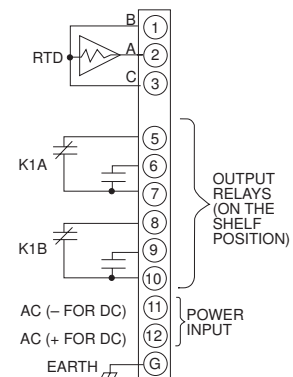 B
1
RTD
A
2
C
3
5
K1A
6
7
8
K1B
9
10
OUTPUT
RELAYS
(ON THE
SHELF
POSITION)
AC (– FOR DC)
11
AC (+ FOR DC)
12
POWER
INPUT
EARTH
G